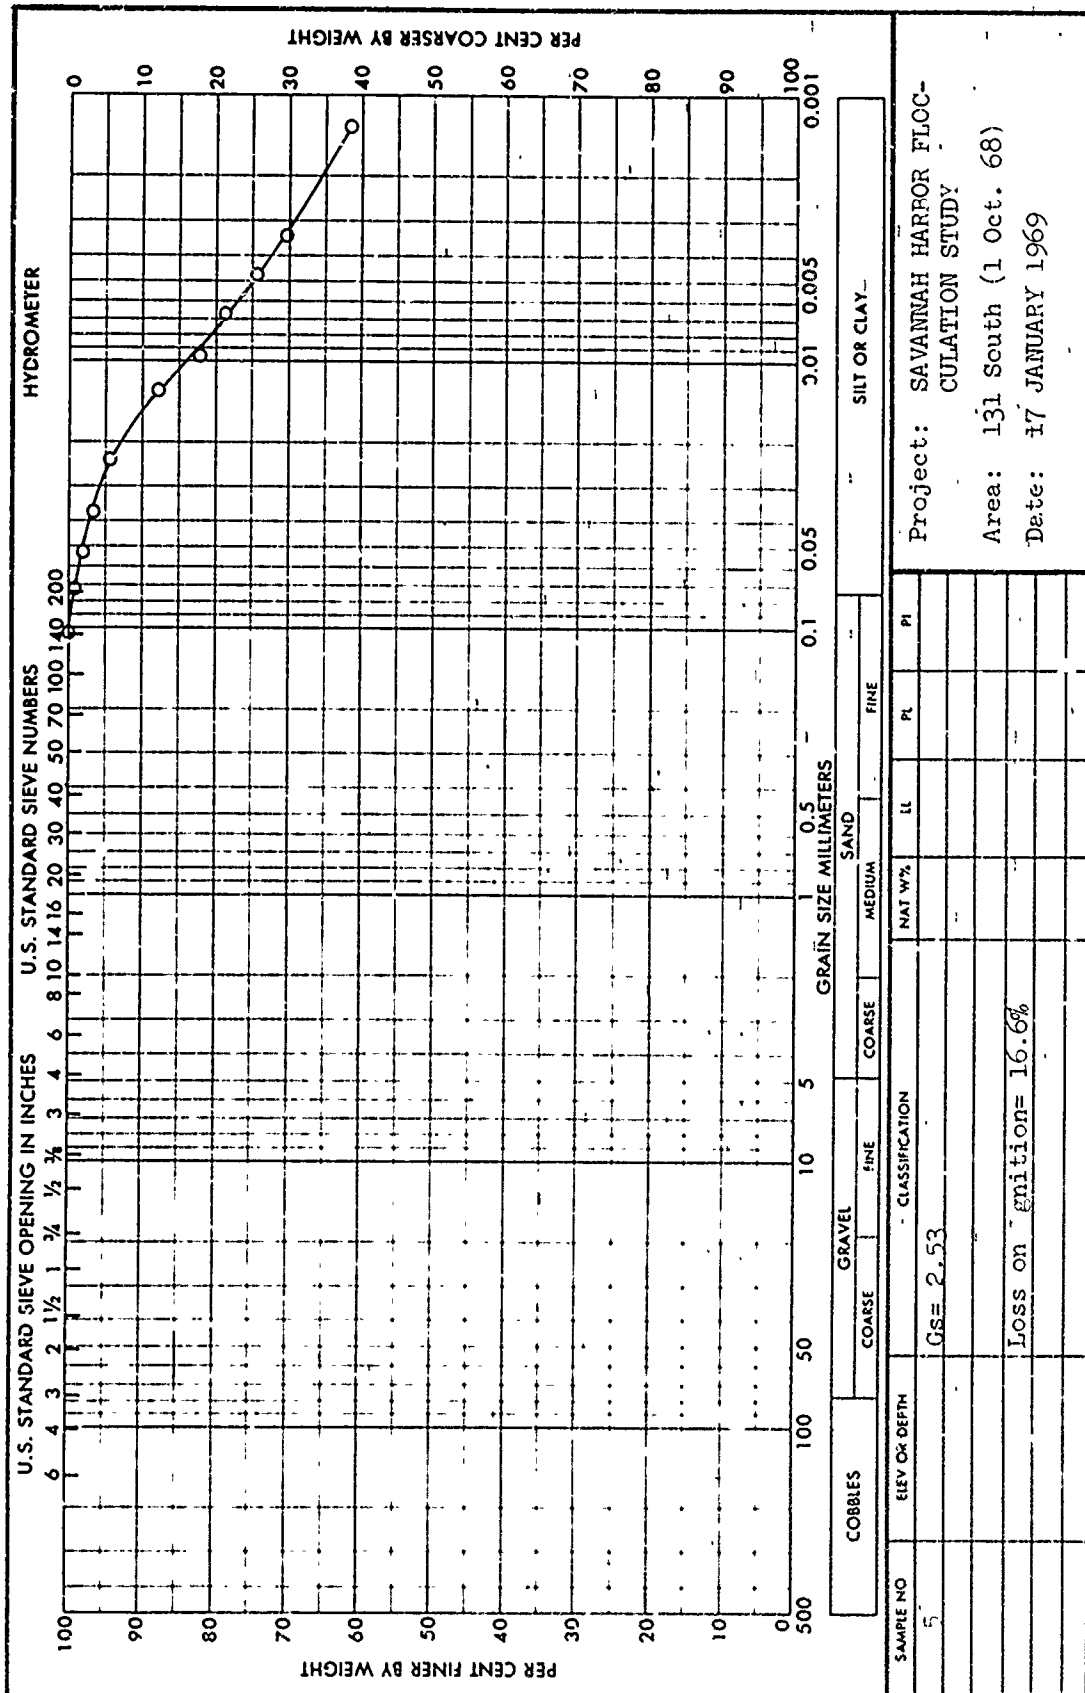 U.S. STANDARD SIEVE OPENING IN INCHES
U.S. STANDARD SIEVE NUMBERS
HYDROMETER
6 4 3 2 1½ 1 ¾ ½ ⅜ 3 4 6 8 10 14 16 20 30 40 50 70 100 140 200
PER CENT FINER BY WEIGHT
100
90
80
70
60
50
40
30
20
10
0
PER CENT COARSER BY WEIGHT
0
10
20
30
40
50
60
70
80
90
100
500 100 50 10 5 1 0.5 0.1 0.05 0.01 0.005 0.001
GRAIN SIZE MILLIMETERS
COBBLES
GRAVEL
COARSE FINE
SAND
COARSE MEDIUM FINE
SILT OR CLAY
SAMPLE NO ELEV OR DEPTH CLASSIFICATION NAT W% LL PL PI
5
Gs= 2.53
Loss on gnition= 16.6%
Project: SAVANNAH HARBOR FLOC-
CULATION STUDY
Area: 131 South (1 Oct. 68)
Date: 17 JANUARY 1969